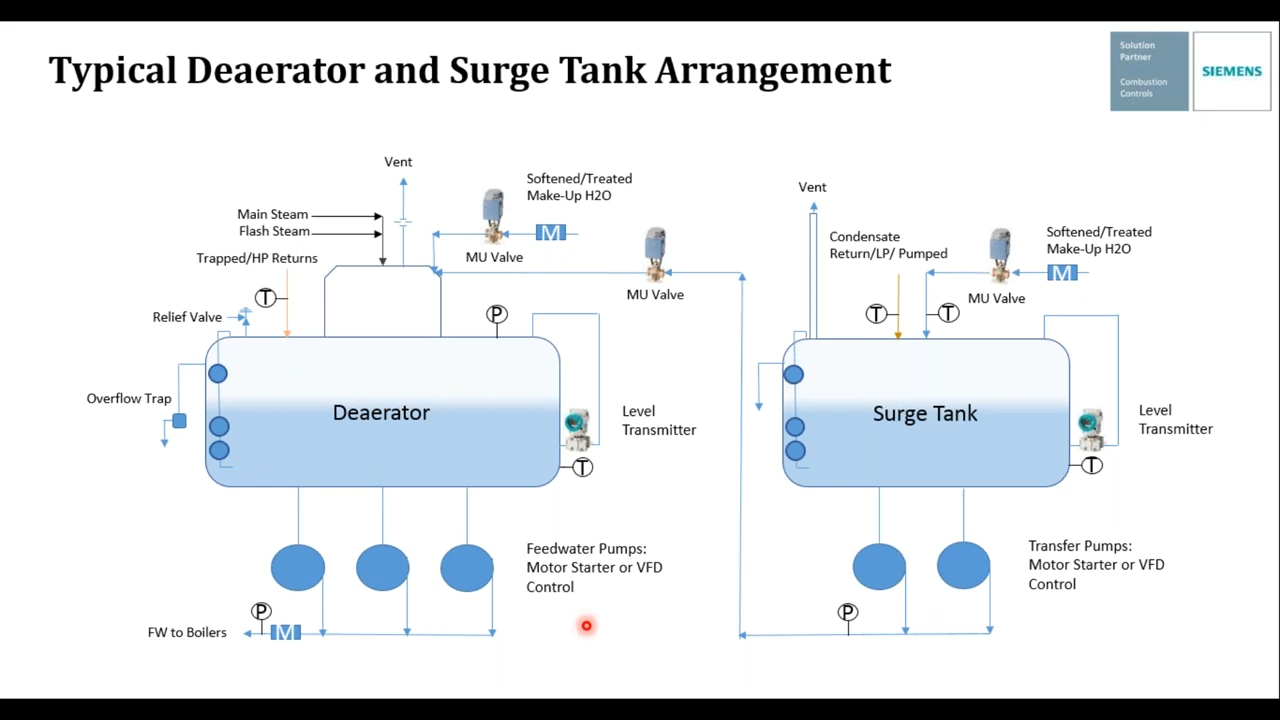 Typical Deaerator and Surge Tank Arrangement
Solution
Partner
Combustion
Controls
SIEMENS
Vent
Softened/Treated
Make-Up H2O
Main Steam
Flash Steam
M
MU Valve
Trapped/HP Returns
T
MU Valve
Relief Valve
P
Overflow Trap
Deaerator
Level
Transmitter
T
Feedwater Pumps:
Motor Starter or VFD
Control
P
FW to Boilers
M
Vent
Condensate
Return/LP/ Pumped
Softened/Treated
Make-Up H2O
M
MU Valve
T
T
Surge Tank
Level
Transmitter
T
Transfer Pumps:
Motor Starter or VFD
Control
P